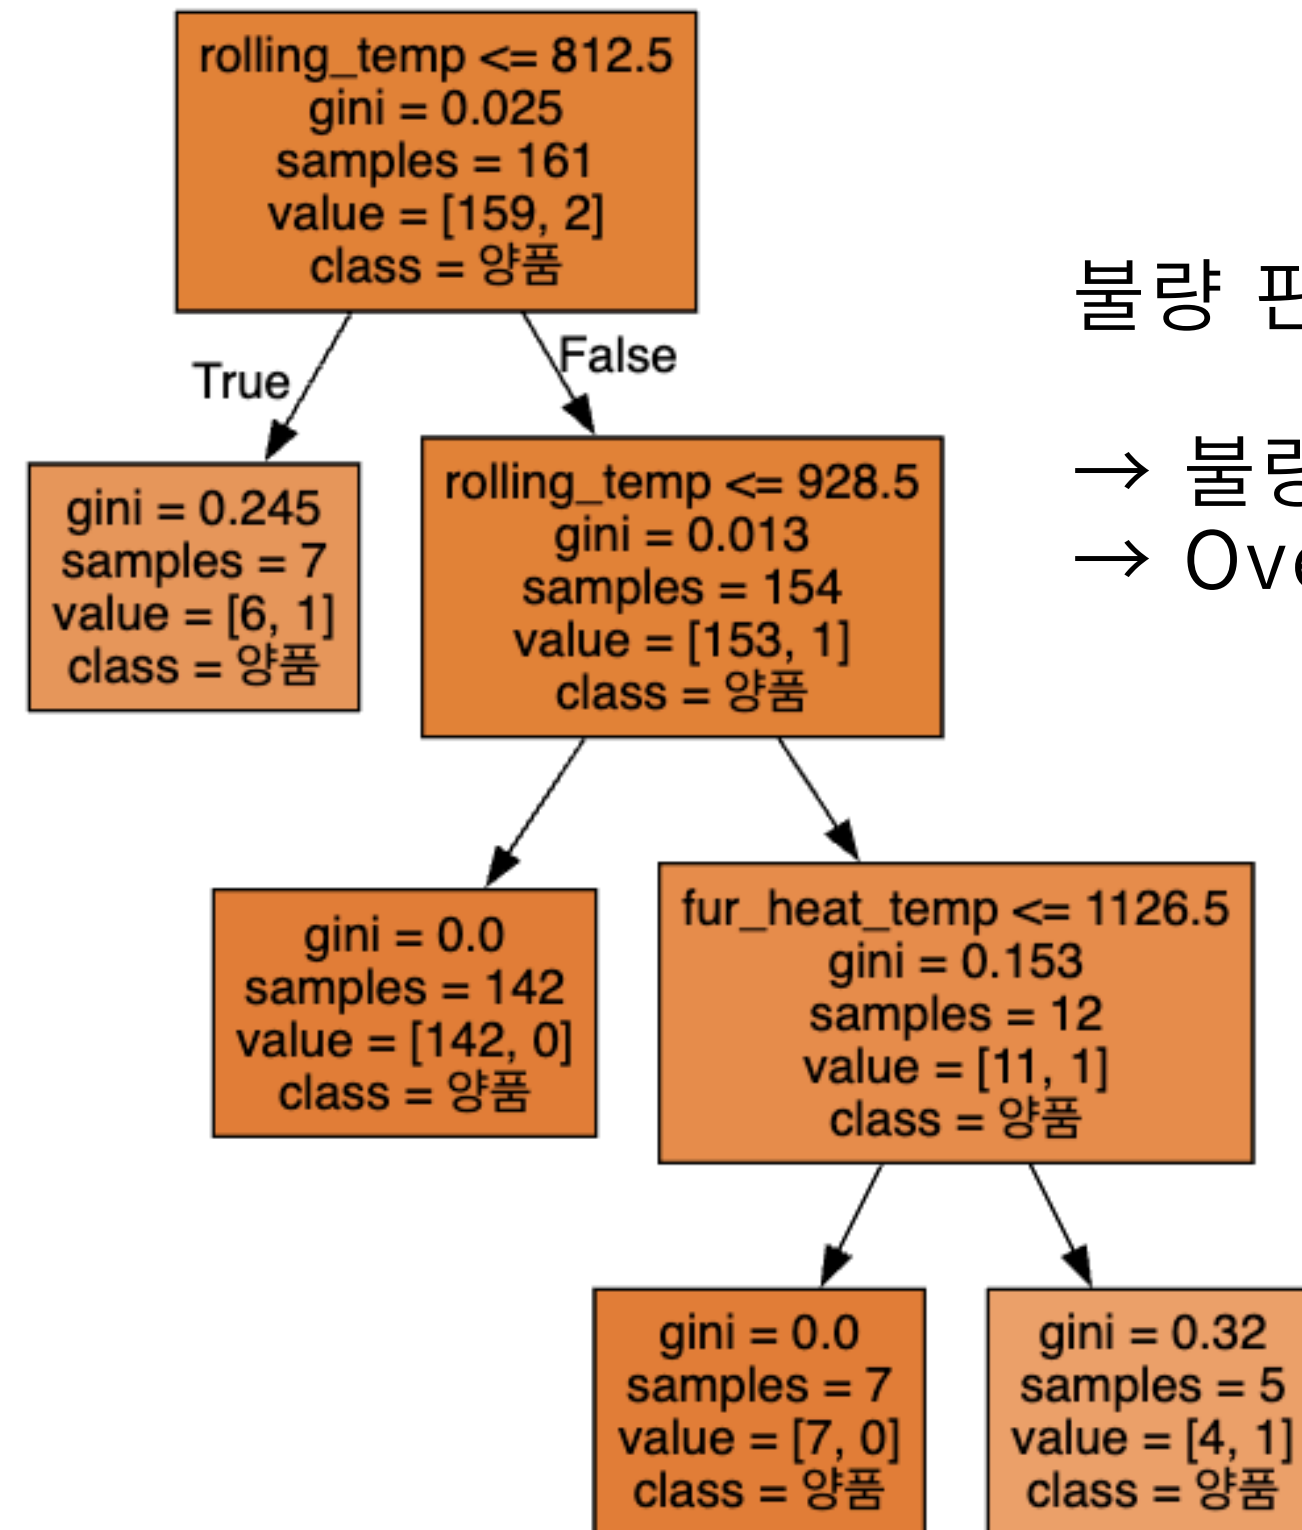 rolling_temp <= 812.5
gini = 0.025
samples = 161
value = [159, 2]
class = 양품
True
False
gini = 0.245
samples = 7
value = [6, 1]
class = 양품
rolling_temp <= 928.5
gini = 0.013
samples = 154
value = [153, 1]
class = 양품
gini = 0.0
samples = 142
value = [142, 0]
class = 양품
fur_heat_temp <= 1126.5
gini = 0.153
samples = 12
value = [11, 1]
class = 양품
gini = 0.0
samples = 7
value = [7, 0]
class = 양품
gini = 0.32
samples = 5
value = [4, 1]
class = 양품
불량
→ 불량
→